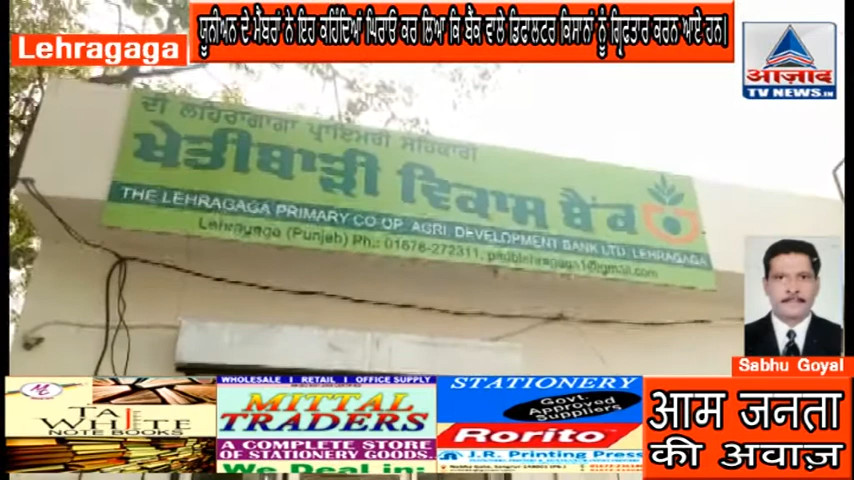 Lehragaga
ਯੂਨੀਅਨ ਦੇ ਮੈਂਬਰਾਂ ਨੇ ਇਹ ਕਹਿੰਦਿਆਂ ਘਿਰਾਓ ਕਰ ਲਿਆ ਕਿ ਬੈਂਕ ਵਾਲੇ ਡਿਫਾਲਟਰ ਕਿਸਾਨਾਂ ਨੂੰ ਗ੍ਰਿਫਤਾਰ ਕਰਨ ਆਏ ਹਨ।
आज़ाद
TV NEWS.IN
ਦੀ ਲਹਿਰਾਗਾਗਾ ਪ੍ਰਾਇਮਰੀ ਸਹਿਕਾਰੀ
ਖੇਤੀਬਾੜੀ ਵਿਕਾਸ ਬੈਂਕ
THE LEHRAGAGA PRIMARY CO-OP. AGRI. DEVELOPMENT BANK LTD. LEHRAGAGA
Lehragaga (Punjab) Ph.: 01676-272311,
Sabhu Goyal
WHITE
NOTE BOOKS
WHOLESALE I RETAIL I OFFICE SUPPLY
MITTAL
TRADERS
A COMPLETE STORE
OF STATIONERY GOODS.
We Deal in :
STATIONERY
Govt.
Approved
Suppliers
Rorito
J.R. Printing Press
आम जनता
की अवाज़